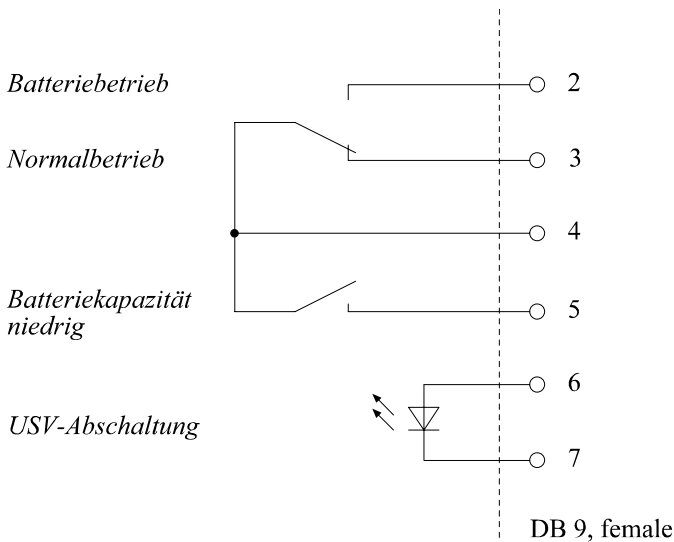 Batteriebetrieb 2
Normalbetrieb 3
4
Batteriekapazität 5
niedrig
6
USV-Abschaltung
7
DB 9, female